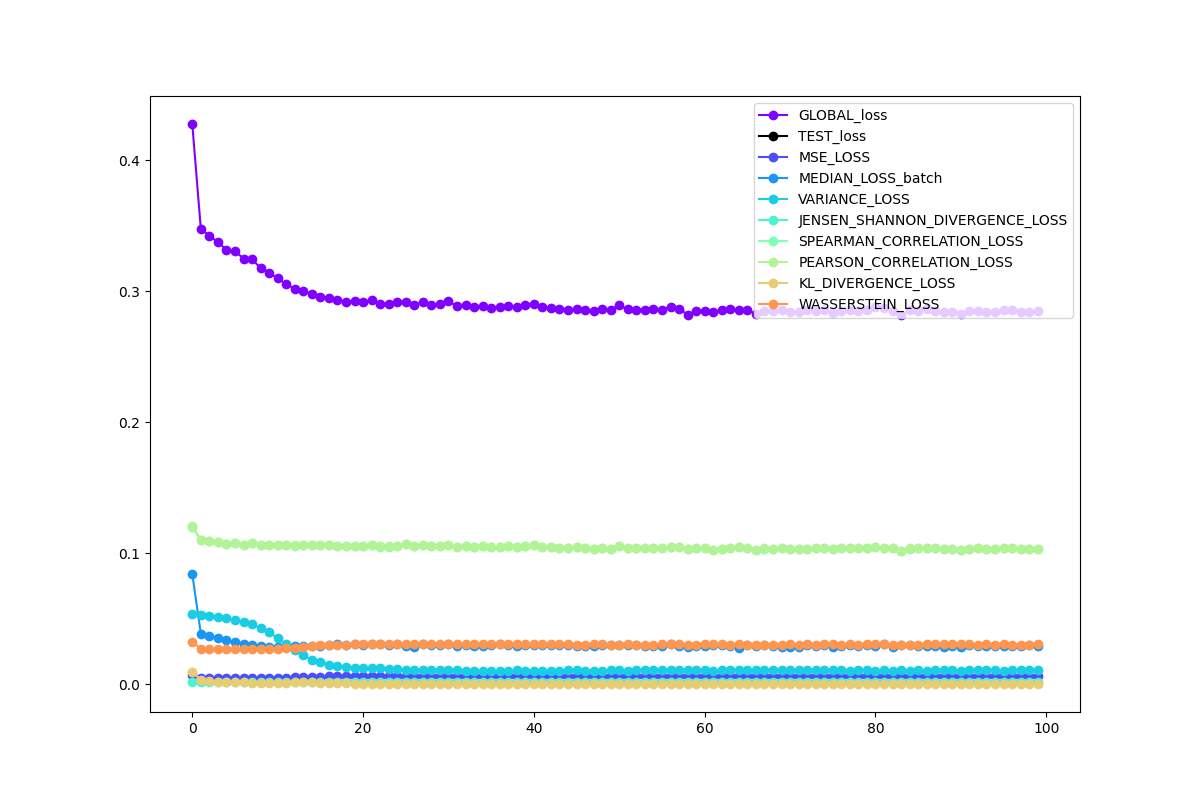 GLOBAL_loss
TEST_loss
MSE_LOSS
MEDIAN_LOSS_batch
VARIANCE_LOSS
JENSEN_SHANNON_DIVERGENCE_LOSS
SPEARMAN_CORRELATION_LOSS
PEARSON_CORRELATION_LOSS
KL_DIVERGENCE_LOSS
WASSERSTEIN_LOSS
0.4
0.3
0.2
0.1
0.0
0 20 40 60 80 100